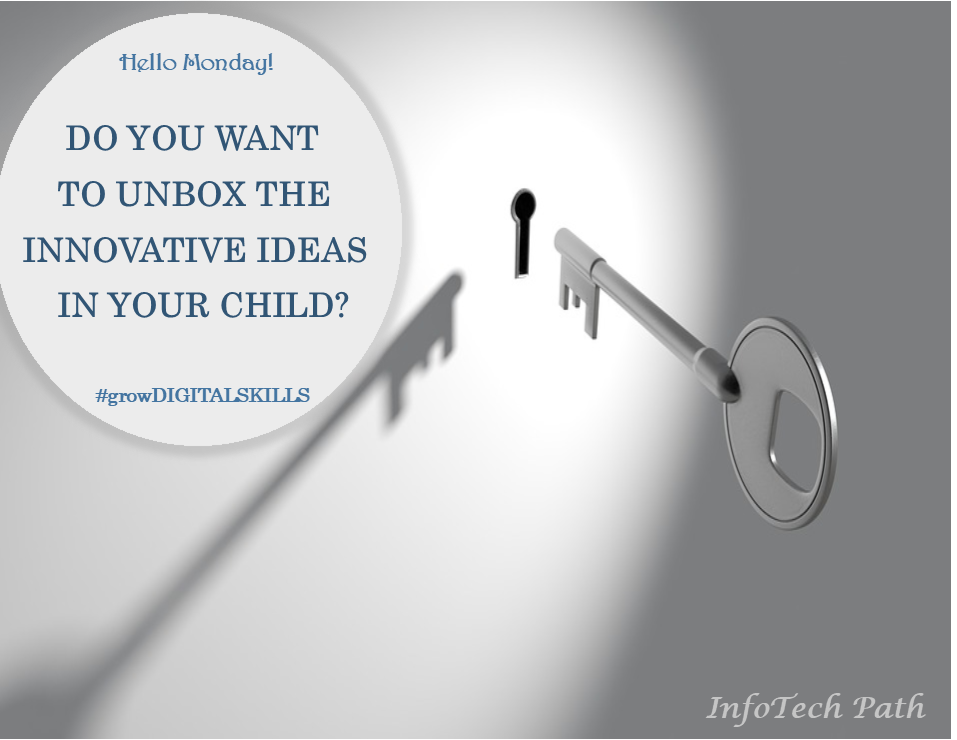 Hello Monday!
DO YOU WANT
TO UNBOX THE
INNOVATIVE IDEAS
IN YOUR CHILD?
#growDIGITALSKILLS
InfoTech Path